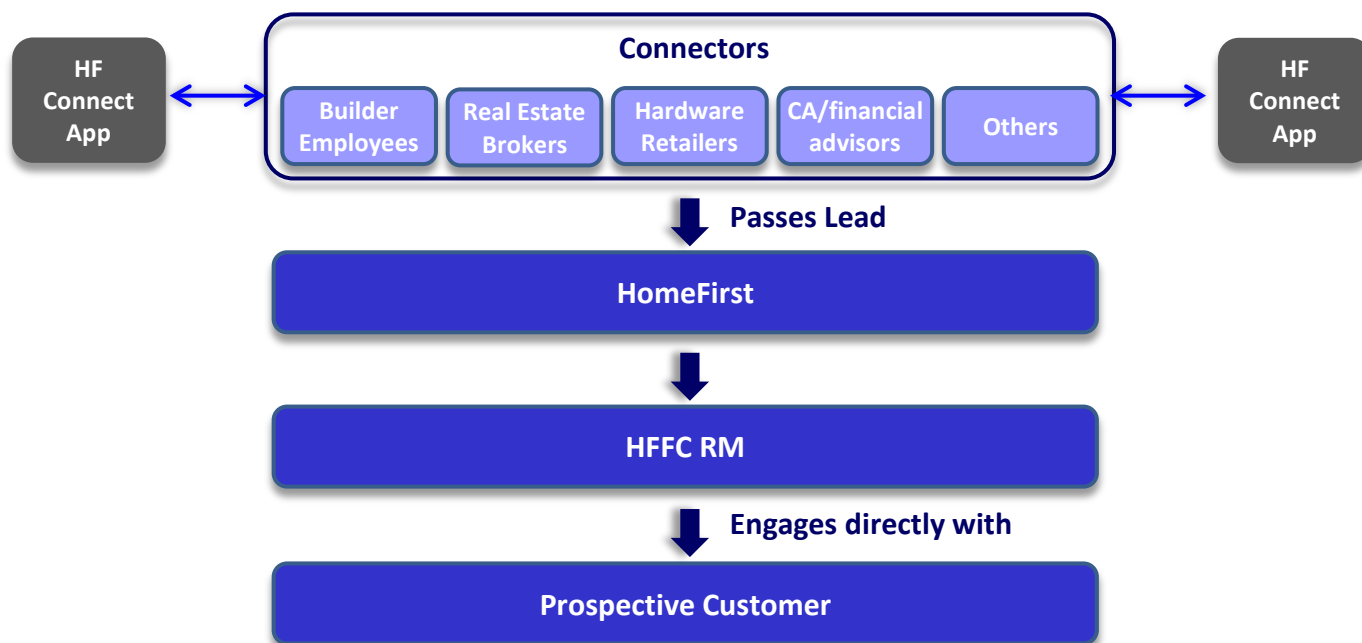 Connectors
HF
Connect
App
Builder
Employees
Real Estate
Brokers
Hardware
Retailers
CA/financial
advisors
Others
HF
Connect
App
Passes Lead
HomeFirst
HFFC RM
Engages directly with
Prospective Customer